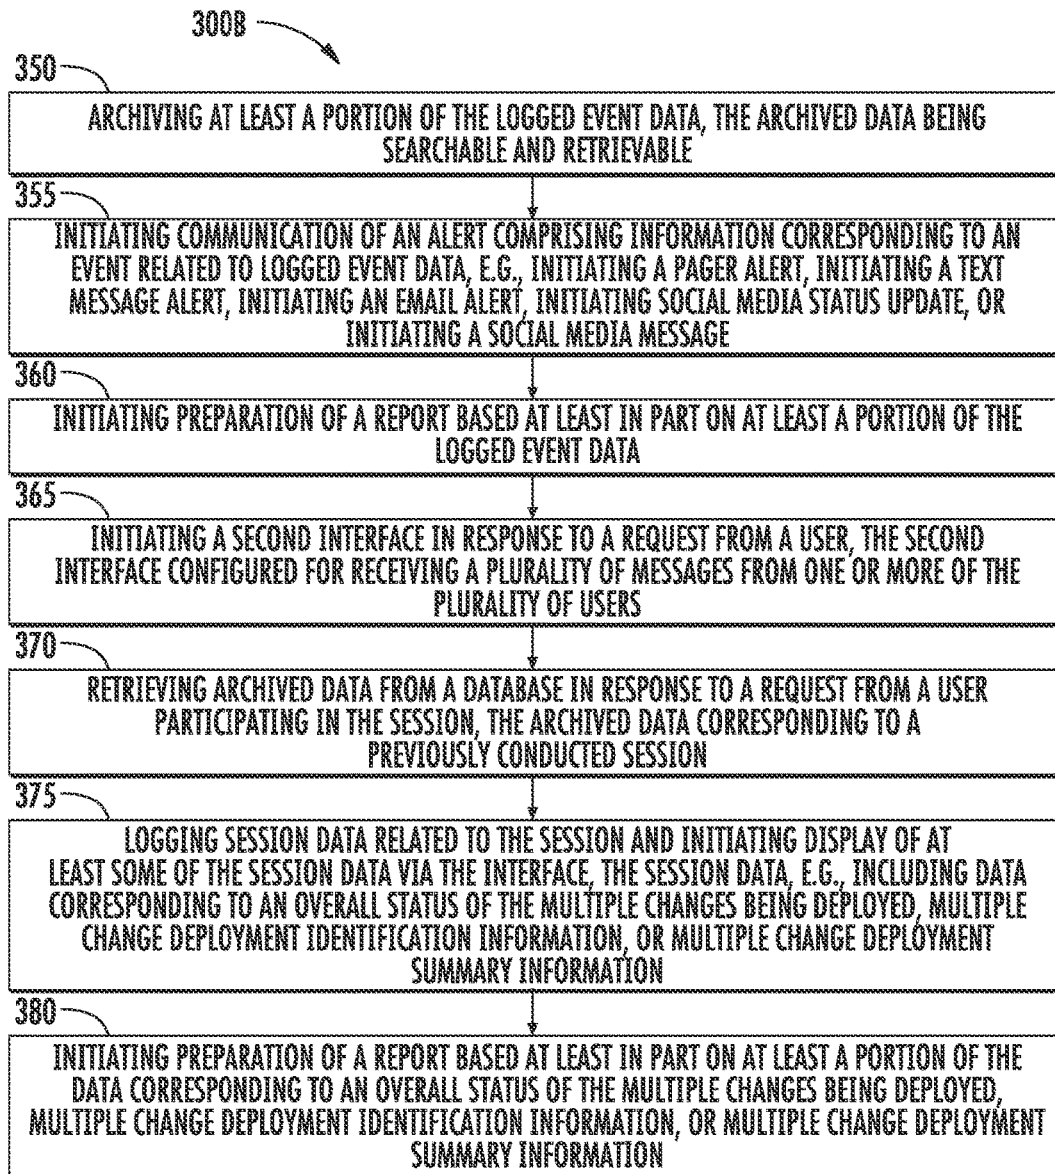 300B
350
ARCHIVING AT LEAST A PORTION OF THE LOGGED EVENT DATA, THE ARCHIVED DATA BEING
SEARCHABLE AND RETRIEVABLE
355
INITIATING COMMUNICATION OF AN ALERT COMPRISING INFORMATION CORRESPONDING TO AN
EVENT RELATED TO LOGGED EVENT DATA, E.G., INITIATING A PAGER ALERT, INITIATING A TEXT
MESSAGE ALERT, INITIATING AN EMAIL ALERT, INITIATING SOCIAL MEDIA STATUS UPDATE, OR
INITIATING A SOCIAL MEDIA MESSAGE
360
INITIATING PREPARATION OF A REPORT BASED AT LEAST IN PART ON AT LEAST A PORTION OF THE
LOGGED EVENT DATA
365
INITIATING A SECOND INTERFACE IN RESPONSE TO A REQUEST FROM A USER, THE SECOND
INTERFACE CONFIGURED FOR RECEIVING A PLURALITY OF MESSAGES FROM ONE OR MORE OF THE
PLURALITY OF USERS
370
RETRIEVING ARCHIVED DATA FROM A DATABASE IN RESPONSE TO A REQUEST FROM A USER
PARTICIPATING IN THE SESSION, THE ARCHIVED DATA CORRESPONDING TO A
PREVIOUSLY CONDUCTED SESSION
375
LOGGING SESSION DATA RELATED TO THE SESSION AND INITIATING DISPLAY OF AT
LEAST SOME OF THE SESSION DATA VIA THE INTERFACE, THE SESSION DATA, E.G., INCLUDING DATA
CORRESPONDING TO AN OVERALL STATUS OF THE MULTIPLE CHANGES BEING DEPLOYED, MULTIPLE
CHANGE DEPLOYMENT IDENTIFICATION INFORMATION, OR MULTIPLE CHANGE DEPLOYMENT
SUMMARY INFORMATION
380
INITIATING PREPARATION OF A REPORT BASED AT LEAST IN PART ON AT LEAST A PORTION OF THE
DATA CORRESPONDING TO AN OVERALL STATUS OF THE MULTIPLE CHANGES BEING DEPLOYED,
MULTIPLE CHANGE DEPLOYMENT IDENTIFICATION INFORMATION, OR MULTIPLE CHANGE DEPLOYMENT
SUMMARY INFORMATION